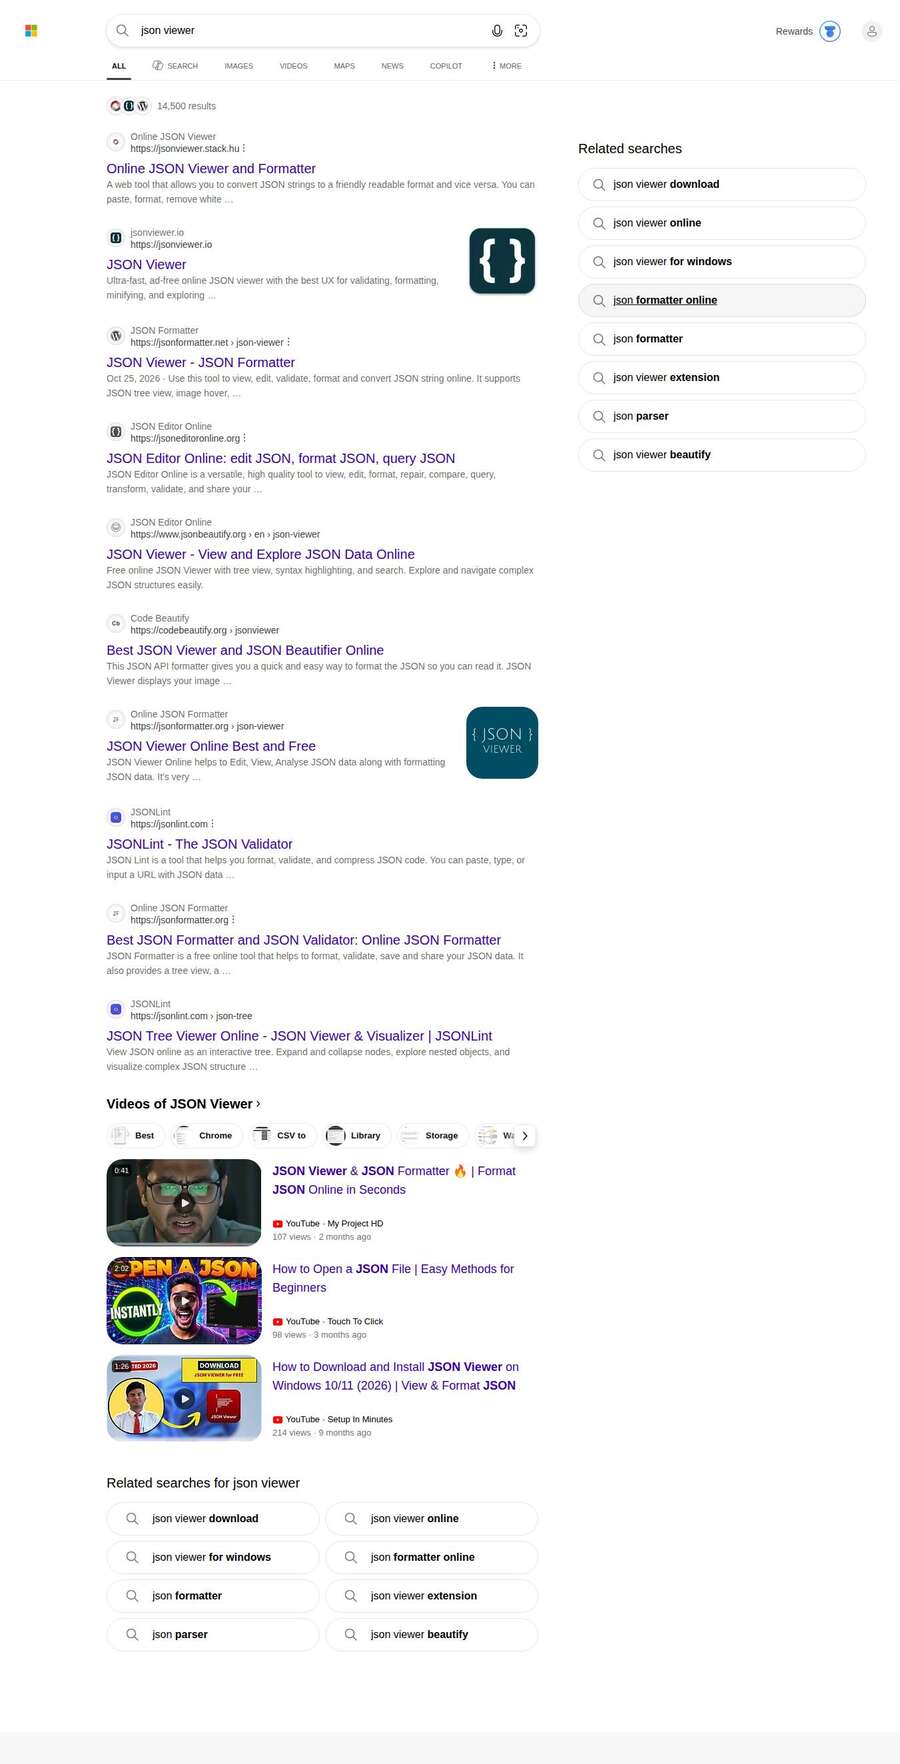 json viewer
Rewards
ALL
SEARCH
IMAGES
VIDEOS
MAPS
NEWS
COPILOT
MORE
14,500 results
Online JSON Viewer
https://jsonviewer.stack.hu
Online JSON Viewer and Formatter
A web tool that allows you to convert JSON strings to a friendly readable format and vice versa. You can
paste, format, remove white …
jsonviewer.io
https://jsonviewer.io
JSON Viewer
Ultra-fast, ad-free online JSON viewer with the best UX for validating, formatting,
minifying, and exploring …
{ }
JSON Formatter
https://jsonformatter.net › json-viewer
JSON Viewer - JSON Formatter
Oct 25, 2026 · Use this tool to view, edit, validate, format and convert JSON string online. It supports
JSON tree view, image hover, …
JSON Editor Online
https://jsoneditoronline.org
JSON Editor Online: edit JSON, format JSON, query JSON
JSON Editor Online is a versatile, high quality tool to view, edit, format, repair, compare, query,
transform, validate, and share your …
JSON Editor Online
https://www.jsonbeautify.org › en › json-viewer
JSON Viewer - View and Explore JSON Data Online
Free online JSON Viewer with tree view, syntax highlighting, and search. Explore and navigate complex
JSON structures easily.
Cb
Code Beautify
https://codebeautify.org › jsonviewer
Best JSON Viewer and JSON Beautifier Online
This JSON API formatter gives you a quick and easy way to format the JSON so you can read it. JSON
Viewer displays your image …
Online JSON Formatter
https://jsonformatter.org › json-viewer
JSON Viewer Online Best and Free
JSON Viewer Online helps to Edit, View, Analyse JSON data along with formatting
JSON data. It's very …
{ JSON }
VIEWER
JSONLint
https://jsonlint.com
JSONLint - The JSON Validator
JSON Lint is a tool that helps you format, validate, and compress JSON code. You can paste, type, or
input a URL with JSON data …
Online JSON Formatter
https://jsonformatter.org
Best JSON Formatter and JSON Validator: Online JSON Formatter
JSON Formatter is a free online tool that helps to format, validate, save and share your JSON data. It
also provides a tree view, a …
JSONLint
https://jsonlint.com › json-tree
JSON Tree Viewer Online - JSON Viewer & Visualizer | JSONLint
View JSON online as an interactive tree. Expand and collapse nodes, explore nested objects, and
visualize complex JSON structure …
Videos of JSON Viewer ›
Best
Chrome
CSV to
Library
Storage
0:41
JSON Viewer & JSON Formatter 🔥 | Format
JSON Online in Seconds
YouTube · My Project HD
107 views · 2 months ago
2:02
OPEN A JSON
INSTANTLY
How to Open a JSON File | Easy Methods for
Beginners
YouTube · Touch To Click
98 views · 3 months ago
1:26
TED 2026
DOWNLOAD
JSON VIEWER for FREE
JSON Viewer
How to Download and Install JSON Viewer on
Windows 10/11 (2026) | View & Format JSON
YouTube · Setup In Minutes
214 views · 9 months ago
Related searches for json viewer
json viewer download
json viewer online
json viewer for windows
json formatter online
json formatter
json viewer extension
json parser
json viewer beautify
Related searches
json viewer download
json viewer online
json viewer for windows
json formatter online
json formatter
json viewer extension
json parser
json viewer beautify